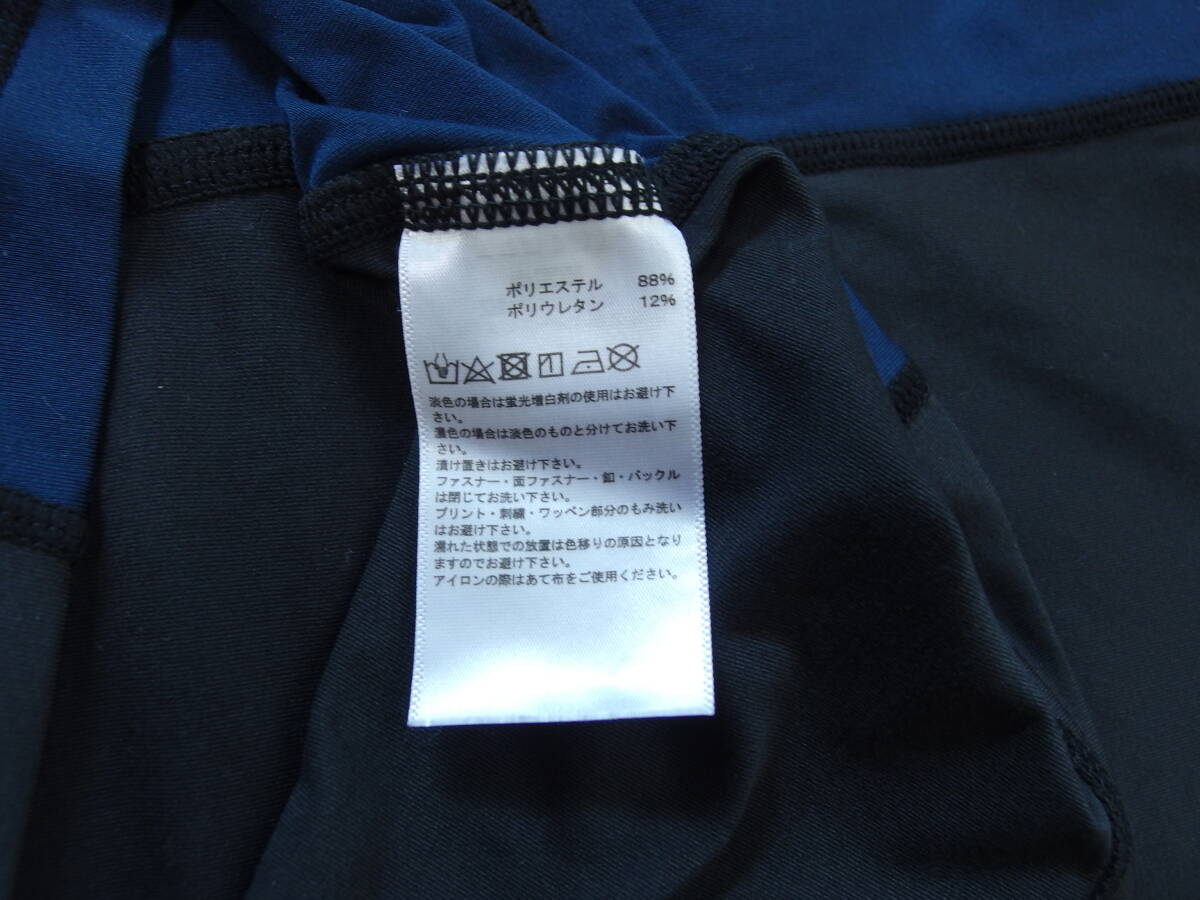 ポリエステル 88%
ポリウレタン 12%
淡色の場合は蛍光増白剤の使用はお避け下
さい。
濃色の場合は淡色のものと分けてお洗い下
さい。
漬け置きはお避け下さい。
ファスナー・面ファスナー・釦・バックル
は閉じてお洗い下さい。
プリント・刺繍・ワッペン部分のもみ洗い
はお避け下さい。
濡れた状態での放置は色移りの原因となり
ますのでお避け下さい。
アイロンの際はあて布をご使用ください。